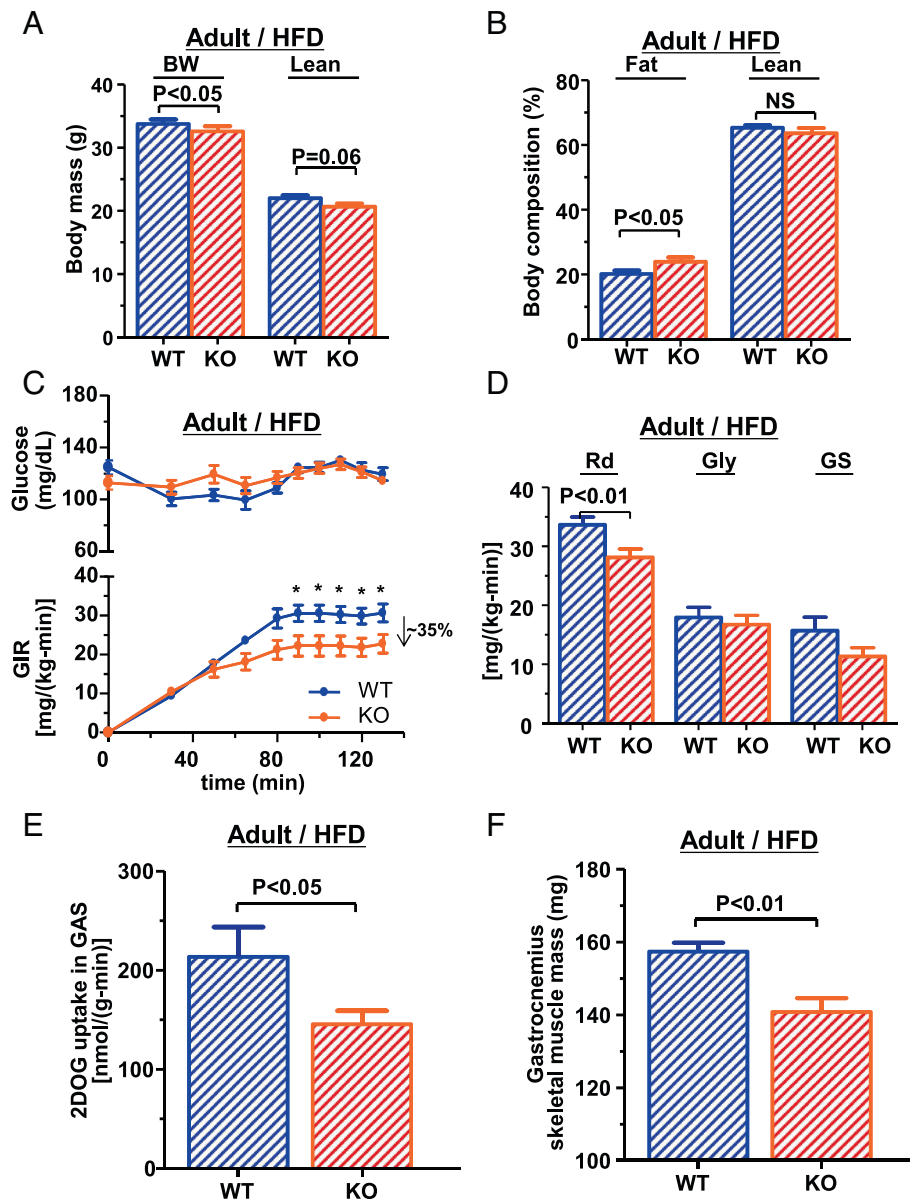 A
Adult / HFD
BW Lean
P<0.05
P=0.06
Body mass (g)
60
40
20
0
WT KO WT KO
B
Adult / HFD
Fat Lean
NS
P<0.05
Body composition (%)
80
60
40
20
0
WT KO WT KO
C
Adult / HFD
Glucose
(mg/dL)
180
140
100
60
GIR
[mg/(kg-min)]
40
30
20
10
0
* * * * *
~35%
WT
KO
0 40 80 120
time (min)
D
Adult / HFD
Rd Gly GS
P<0.01
[mg/(kg-min)]
40
30
20
10
0
WT KO WT KO WT KO
E
Adult / HFD
P<0.05
2DOG uptake in GAS
[nmol/(g-min)]
300
200
150
0
WT KO
F
Adult / HFD
P<0.01
Gastrocnemius
skeletal muscle mass (mg)
180
160
140
160
100
WT KO